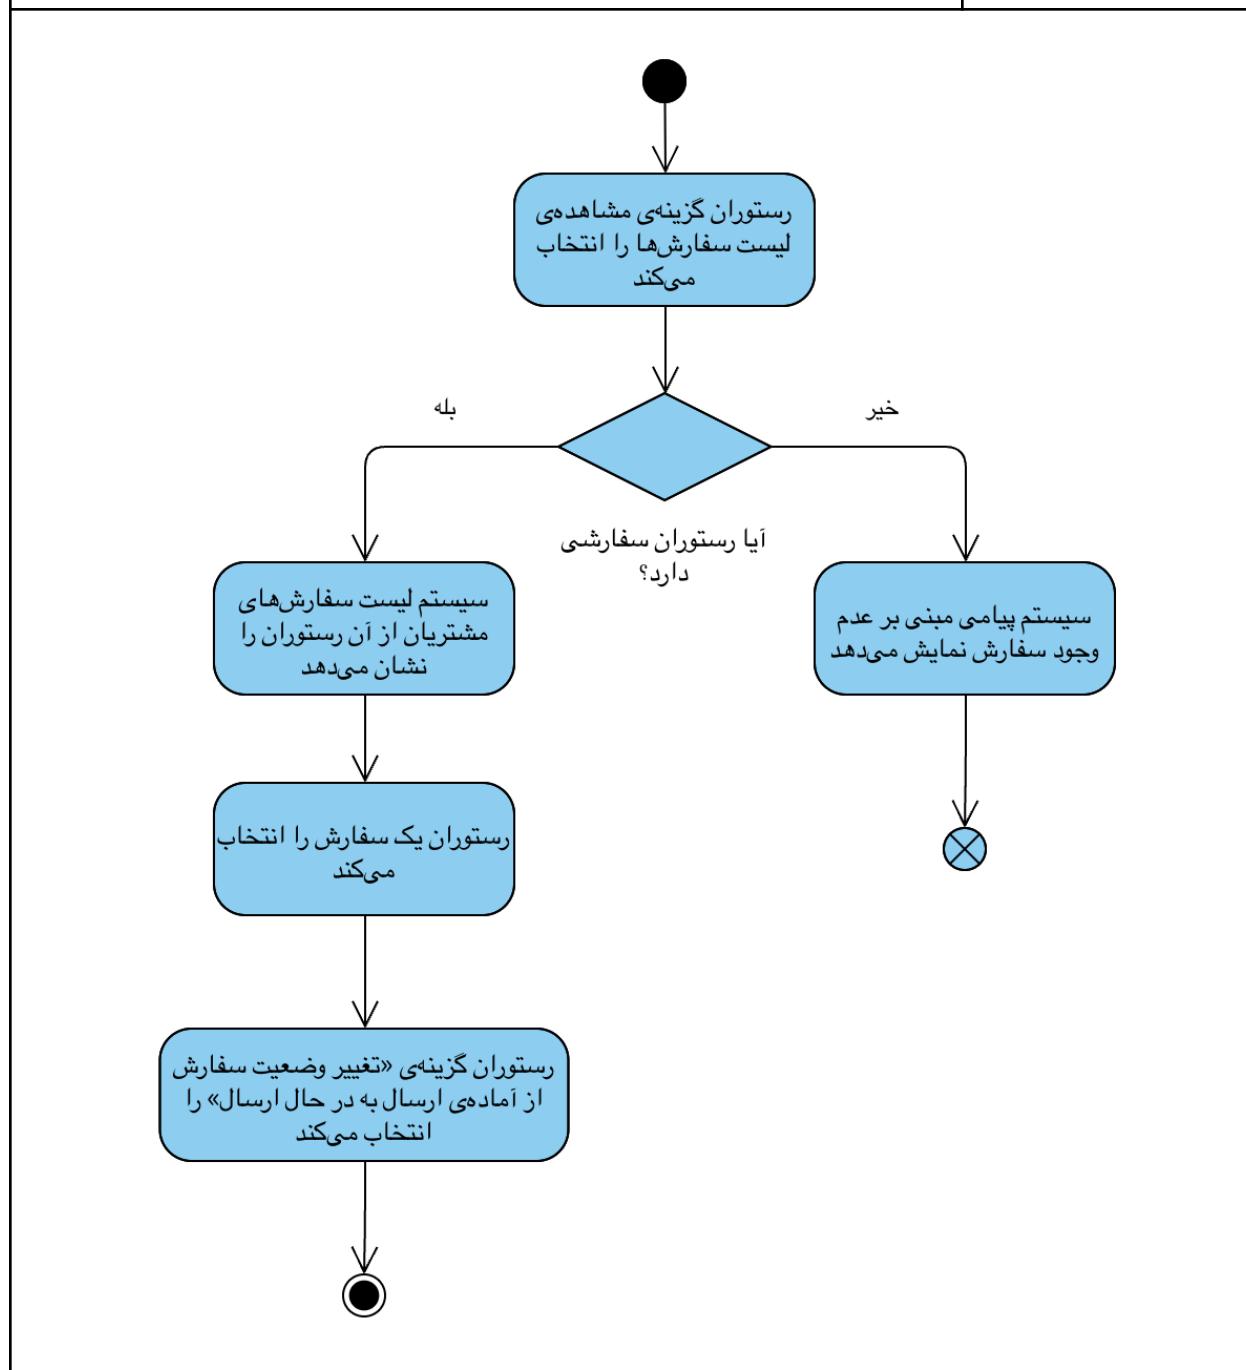 رستوران گزینه‌ی مشاهده‌ی
لیست سفارش‌ها را انتخاب
می‌کند
بله
خیر
آیا رستوران سفارشی
دارد؟
سیستم لیست سفارش‌های
مشتریان از آن رستوران را
نشان می‌دهد
سیستم پیامی مبنی بر عدم
وجود سفارش نمایش می‌دهد
رستوران یک سفارش را انتخاب
می‌کند
رستوران گزینه‌ی «تغییر وضعیت سفارش
از آماده‌ی ارسال به در حال ارسال» را
انتخاب می‌کند